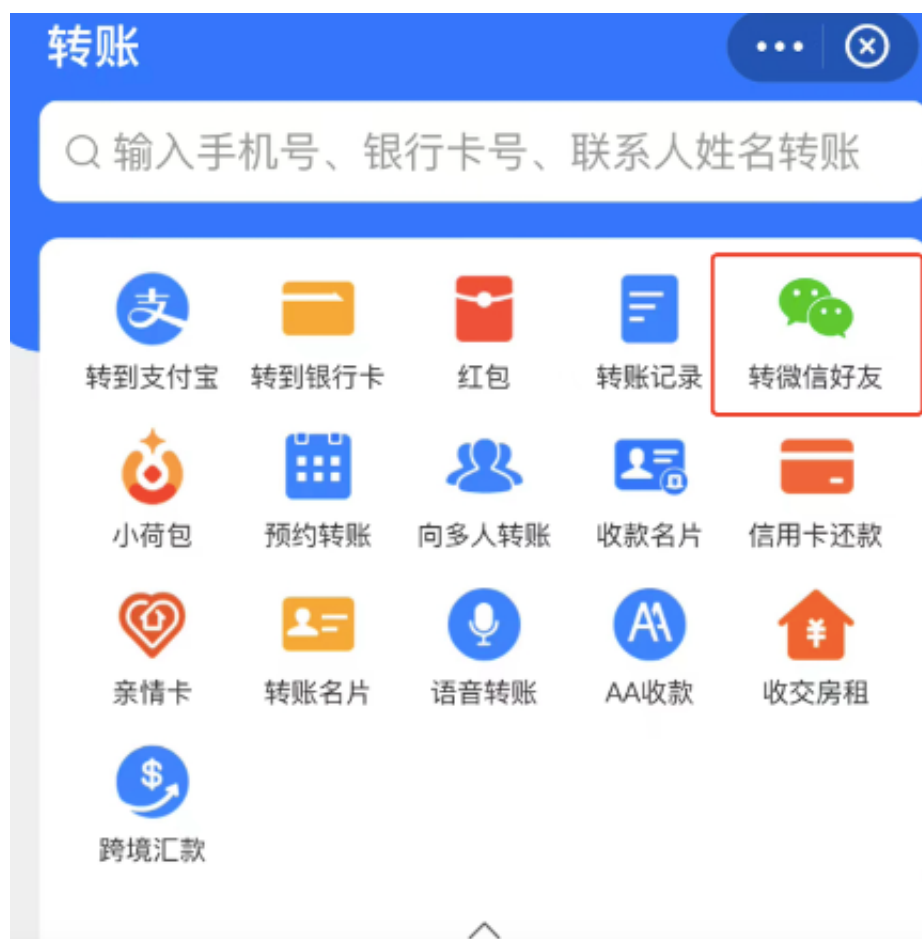 转账
输入手机号、银行卡号、联系人姓名转账
支
转到支付宝 转到银行卡 红包 转账记录 转微信好友
小荷包 预约转账 向多人转账 收款名片 信用卡还款
AA ¥
亲情卡 转账名片 语音转账 AA收款 收交房租
$
跨境汇款